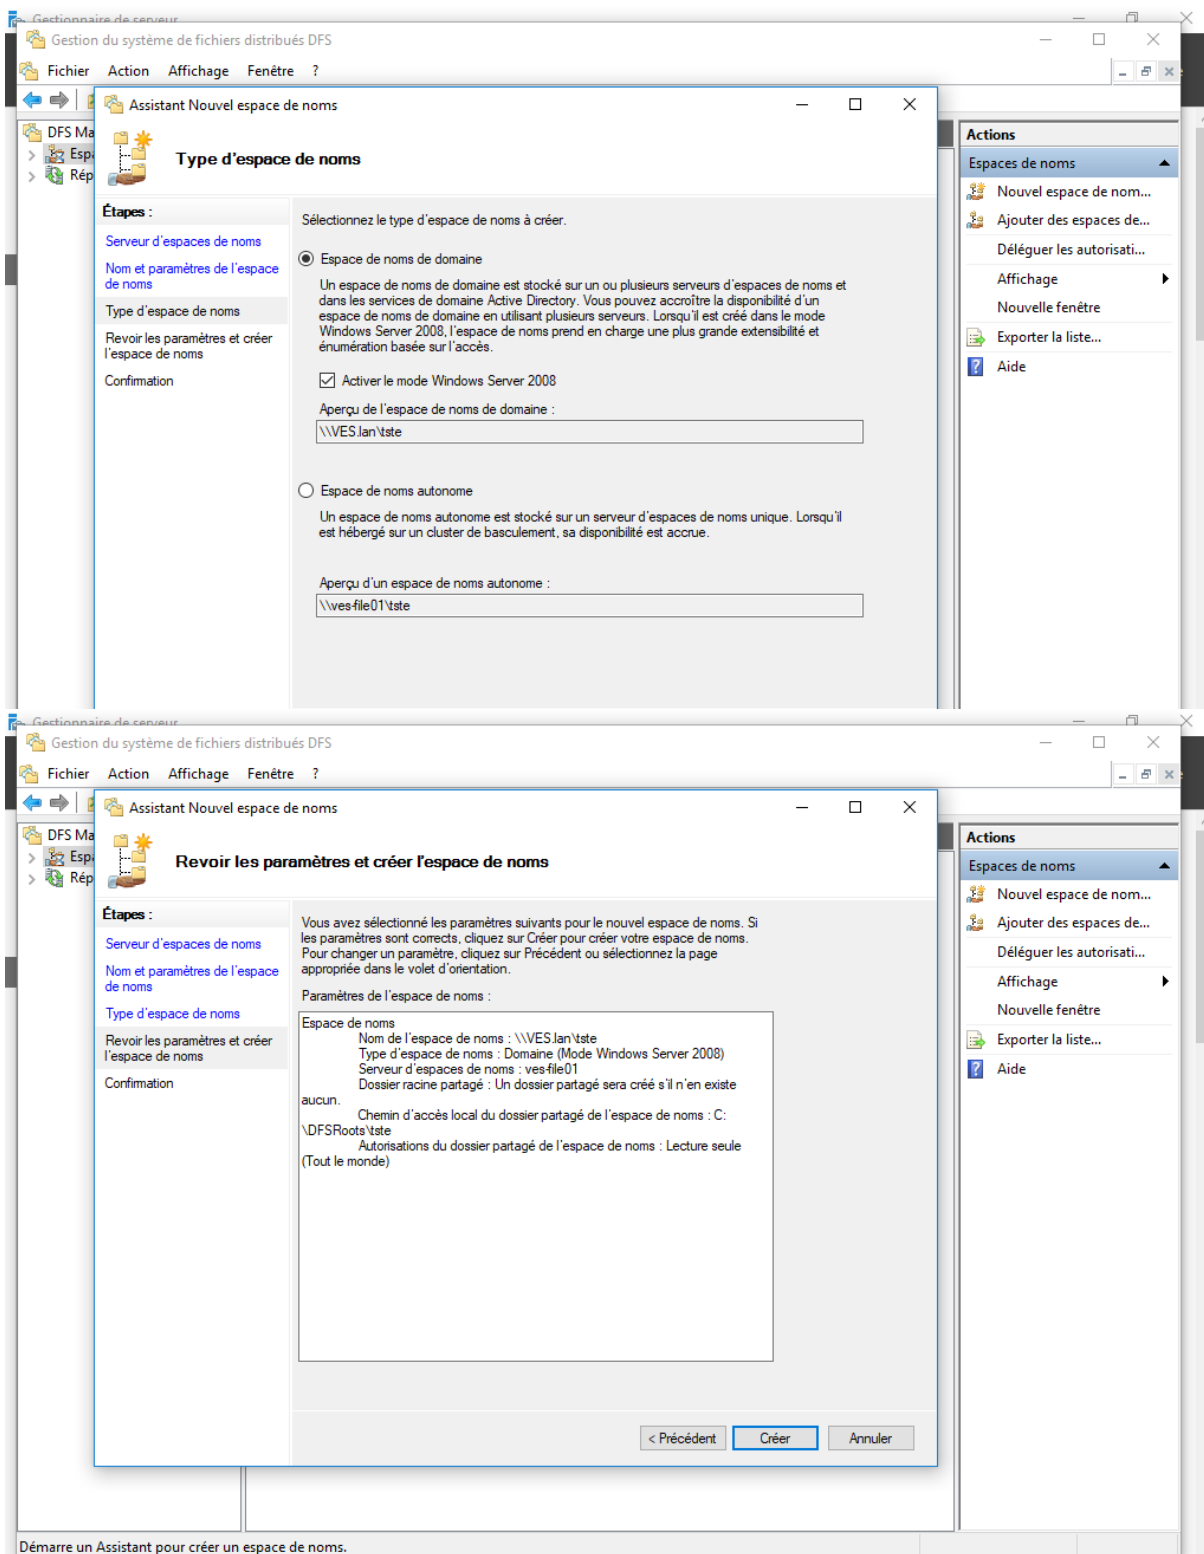 Gestionnaire de serveur
Gestion du système de fichiers distribués DFS
Fichier Action Affichage Fenêtre ?
Assistant Nouvel espace de noms
DFS Ma
Esp
Rép
Type d'espace de noms
Étapes :
Serveur d'espaces de noms
Nom et paramètres de l'espace
de noms
Type d'espace de noms
Revoir les paramètres et créer
l'espace de noms
Confirmation
Sélectionnez le type d'espace de noms à créer.
Espace de noms de domaine
Un espace de noms de domaine est stocké sur un ou plusieurs serveurs d'espaces de noms et
dans les services de domaine Active Directory. Vous pouvez accroître la disponibilité d'un
espace de noms de domaine en utilisant plusieurs serveurs. Lorsqu'il est créé dans le mode
Windows Server 2008, l'espace de noms prend en charge une plus grande extensibilité et
énumération basée sur l'accès.
Activer le mode Windows Server 2008
Aperçu de l'espace de noms de domaine :
\\VES.lan\tste
Espace de noms autonome
Un espace de noms autonome est stocké sur un serveur d'espaces de noms unique. Lorsqu'il
est hébergé sur un cluster de basculement, sa disponibilité est accrue.
Aperçu d'un espace de noms autonome :
\\ves-file01\tste
Actions
Espaces de noms
Nouvel espace de nom...
Ajouter des espaces de...
Déléguer les autorisati...
Affichage
Nouvelle fenêtre
Exporter la liste...
Aide
Gestionnaire de serveur
Gestion du système de fichiers distribués DFS
Fichier Action Affichage Fenêtre ?
Assistant Nouvel espace de noms
DFS Ma
Esp
Rép
Revoir les paramètres et créer l'espace de noms
Étapes :
Serveur d'espaces de noms
Nom et paramètres de l'espace
de noms
Type d'espace de noms
Revoir les paramètres et créer
l'espace de noms
Confirmation
Vous avez sélectionné les paramètres suivants pour le nouvel espace de noms. Si
les paramètres sont corrects, cliquez sur Créer pour créer votre espace de noms.
Pour changer un paramètre, cliquez sur Précédent ou sélectionnez la page
appropriée dans le volet d'orientation.
Paramètres de l'espace de noms :
Espace de noms
Nom de l'espace de noms : \\VES.lan\tste
Type d'espace de noms : Domaine (Mode Windows Server 2008)
Serveur d'espaces de noms : ves-file01
Dossier racine partagé : Un dossier partagé sera créé s'il n'en existe
aucun.
Chemin d'accès local du dossier partagé de l'espace de noms : C:
\DFSRoots\tste
Autorisations du dossier partagé de l'espace de noms : Lecture seule
(Tout le monde)
< Précédent Créer Annuler
Actions
Espaces de noms
Nouvel espace de nom...
Ajouter des espaces de...
Déléguer les autorisati...
Affichage
Nouvelle fenêtre
Exporter la liste...
Aide
Démarre un Assistant pour créer un espace de noms.